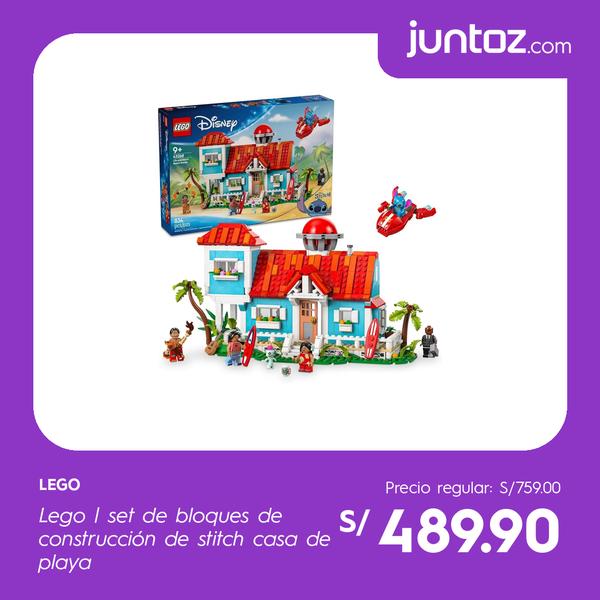 juntoz.com
LEGO
Disney
9+
LEGO
Precio regular: S/759.00
Lego | set de bloques de
construcción de stitch casa de
playa
S/ 489.90